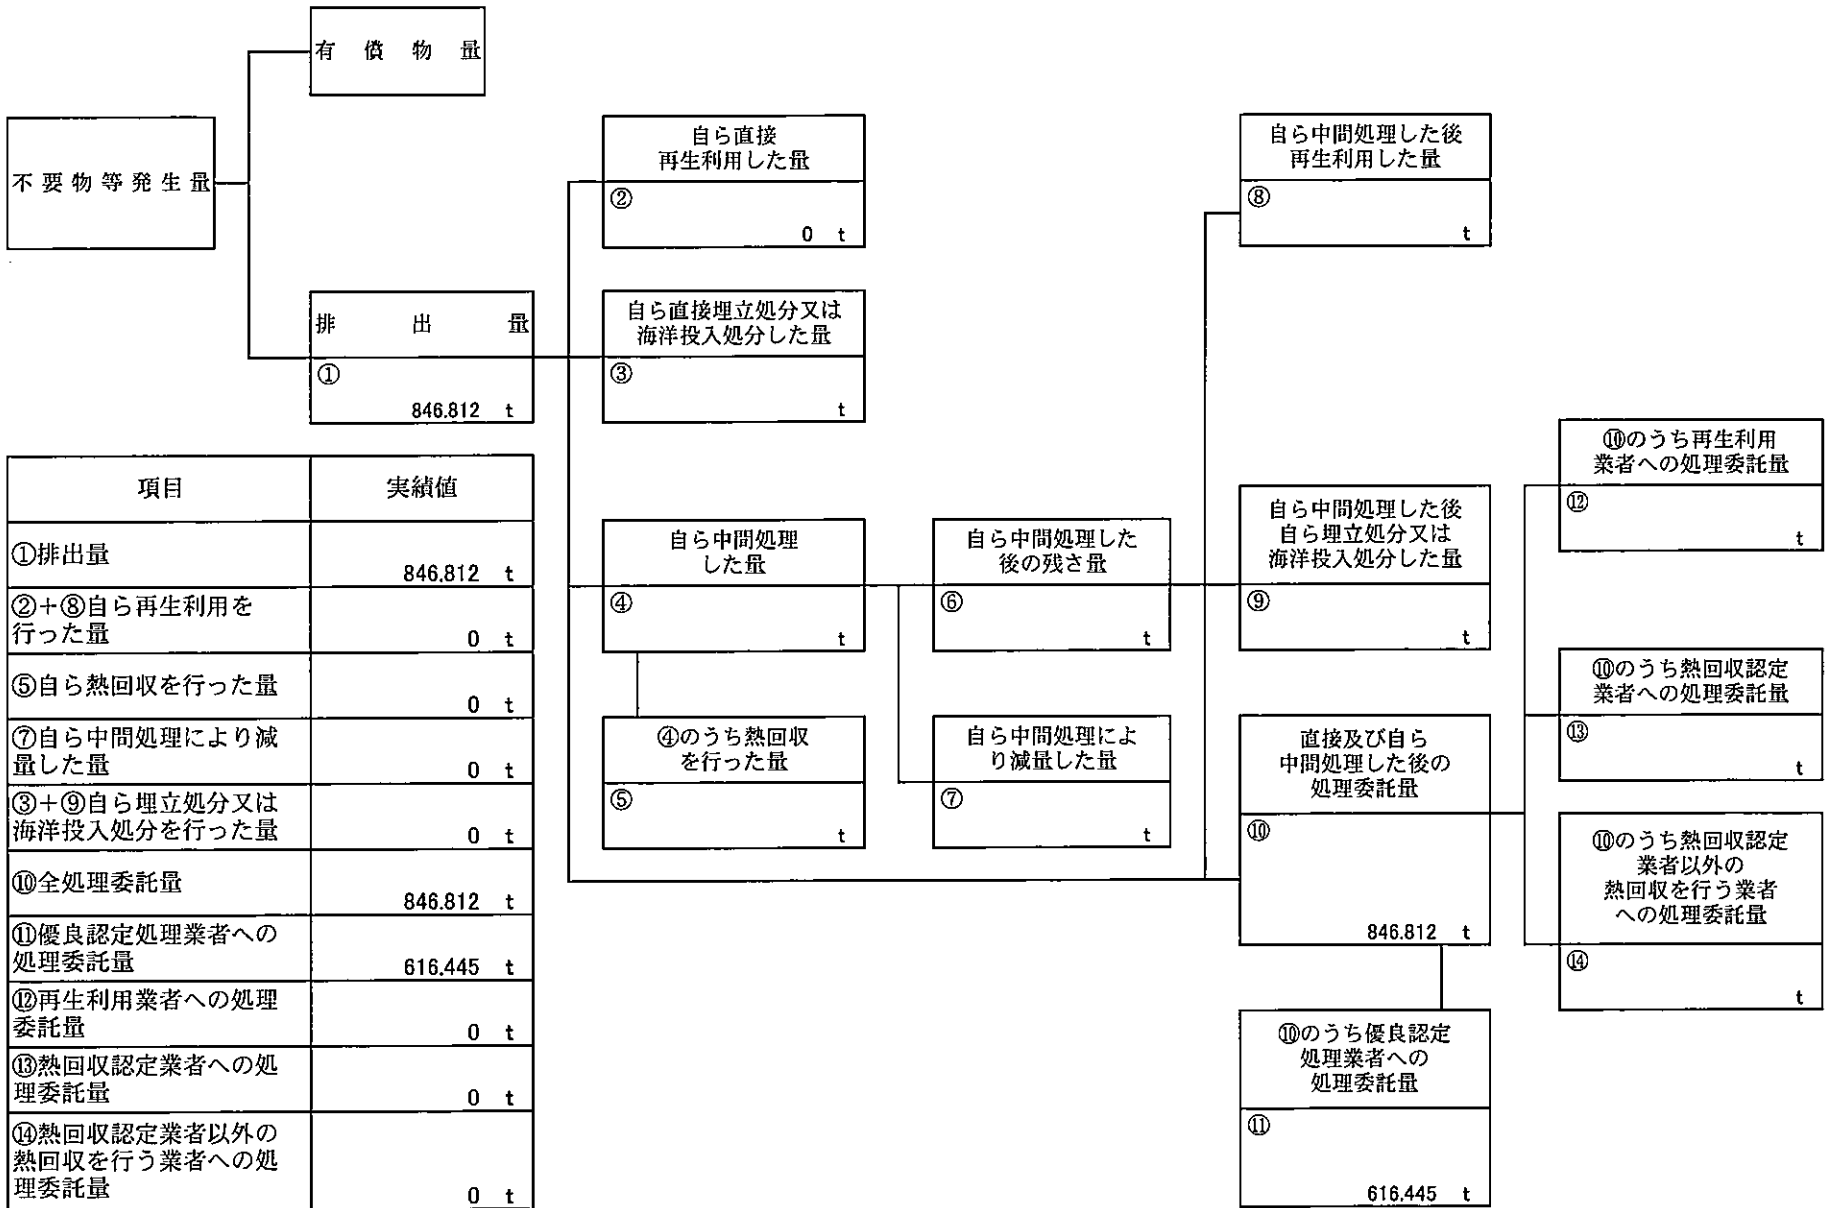 有償物量
不要物等発生量
排出量
①
846.812 t
自ら直接
再生利用した量
②
0 t
自ら直接埋立処分又は
海洋投入処分した量
③
t
自ら中間処理
した量
④
t
④のうち熱回収
を行った量
⑤
t
自ら中間処理した
後の残さ量
⑥
t
自ら中間処理によ
り減量した量
⑦
t
自ら中間処理した後
再生利用した量
⑧
t
自ら中間処理した後
自ら埋立処分又は
海洋投入処分した量
⑨
t
直接及び自ら
中間処理した後の
処理委託量
⑩
846.812 t
⑩のうち優良認定
処理業者への
処理委託量
⑪
616.445 t
⑩のうち再生利用
業者への処理委託量
⑫
t
⑩のうち熱回収認定
業者への処理委託量
⑬
t
⑩のうち熱回収認定
業者以外の
熱回収を行う業者
への処理委託量
⑭
t
項目 実績値
①排出量
846.812 t
②+⑧自ら再生利用を
行った量
0 t
⑤自ら熱回収を行った量
0 t
⑦自ら中間処理により減
量した量
0 t
③+⑨自ら埋立処分又は
海洋投入処分を行った量
0 t
⑩全処理委託量
846.812 t
⑪優良認定処理業者への
処理委託量
616.445 t
⑫再生利用業者への処理
委託量
0 t
⑬熱回収認定業者への処
理委託量
0 t
⑭熱回収認定業者以外の
熱回収を行う業者への処
理委託量
0 t